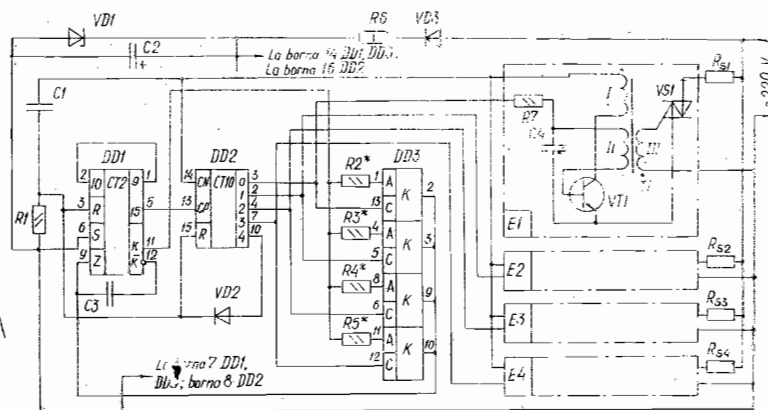 VD1
C2
+
R6
VD3
La borna 14 DD1, DD3;
La borna 16 DD2
~220 V
C1
R1
DD1
2 10 CT2 9 1
3 R 15 5
6 S K 11
9 Z K 12
C3
DD2
14 CN CT10 0 3
13 CP 1 2
15 R 2 4
3 7
4 10
VD2
R2*
R3*
R4*
R5*
DD3
1 A K 2
13 C
4 A K 3
5 C
8 A K 9
6 C
11 A K 10
12 C
R7
C4
I
II
III
VT1
VS1
RS1
E1
E2
RS2
E3
RS3
E4
RS4
La borna 7 DD1,
DD3; borna 8 DD2